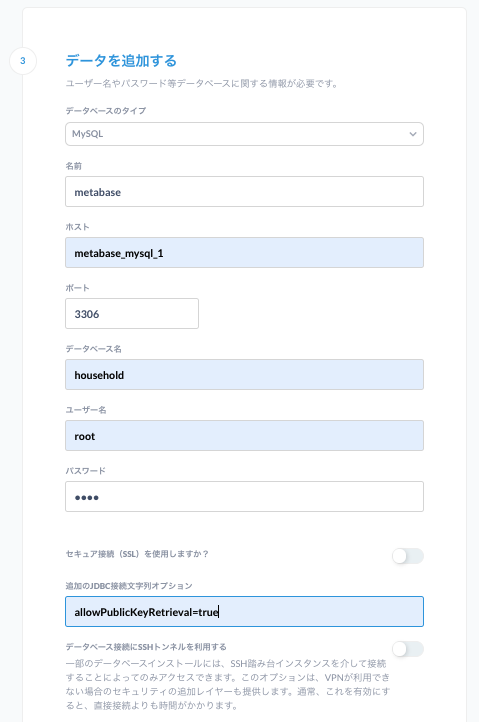 3
データを追加する
ユーザー名やパスワード等データベースに関する情報が必要です。
データベースのタイプ
MySQL
名前
metabase
ホスト
metabase_mysql_1
ポート
3306
データベース名
household
ユーザー名
root
パスワード
••••
セキュア接続（SSL）を使用しますか？
追加のJDBC接続文字列オプション
allowPublicKeyRetrieval=true
データベース接続にSSHトンネルを利用する
一部のデータベースインストールには、SSH踏み台インスタンスを介して接続
することによってのみアクセスできます。このオプションは、VPNが利用でき
ない場合のセキュリティの追加レイヤーも提供します。通常、これを有効にす
ると、直接接続よりも時間がかかります。